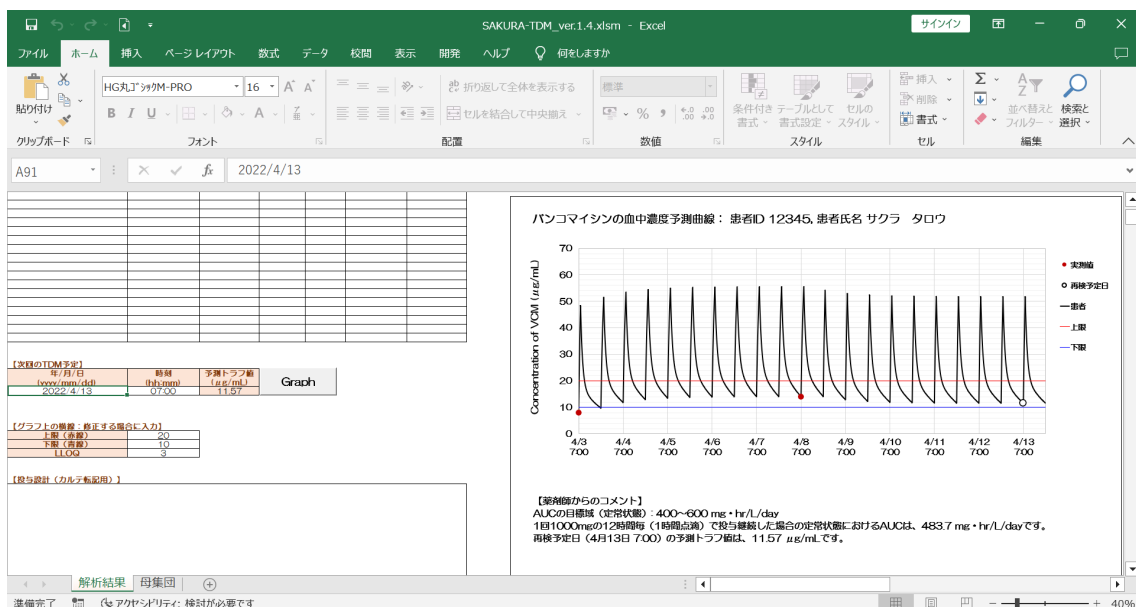 SAKURA-TDM_ver.1.4.xlsm - Excel
サインイン
ファイル ホーム 挿入 ページ レイアウト 数式 データ 校閲 表示 開発 ヘルプ 何をしますか
貼り付け
HG丸ｺﾞｼｯｸM-PRO 16
B I U
折り返して全体を表示する
セルを結合して中央揃え
標準
条件付き書式
テーブルとして書式設定
セルのスタイル
挿入
削除
書式
並べ替えとフィルター
検索と選択
クリップボード フォント 配置 数値 スタイル セル 編集
A91 fx 2022/4/13
【次回のTDM予定】
年/月/日 時刻 予測トラフ値
(yyyy/mm/dd) (hh:mm) (μg/mL)
2022/4/13 07:00 11.57
Graph
【グラフ上の横線：修正する場合に入力】
上限（赤線） 20
下限（青線） 10
LLOQ 3
【投与設計（カルテ転記用）】
バンコマイシンの血中濃度予測曲線： 患者ID 12345, 患者氏名 サクラ　タロウ
Concentration of VCM (μg/mL)
70
60
50
40
30
20
10
0
4/3 4/4 4/5 4/6 4/7 4/8 4/9 4/10 4/11 4/12 4/13
7:00 7:00 7:00 7:00 7:00 7:00 7:00 7:00 7:00 7:00 7:00
実測値
再検予定日
患者
上限
下限
【薬剤師からのコメント】
AUCの目標域（定常状態）: 400～600 mg・hr/L/day
1回1000mgの12時間毎（1時間点滴）で投与継続した場合の定常状態におけるAUCは、483.7 mg・hr/L/dayです。
再検予定日（4月13日 7:00）の予測トラフ値は、11.57 μg/mLです。
解析結果 母集団
準備完了 アクセシビリティ: 検討が必要です
40%